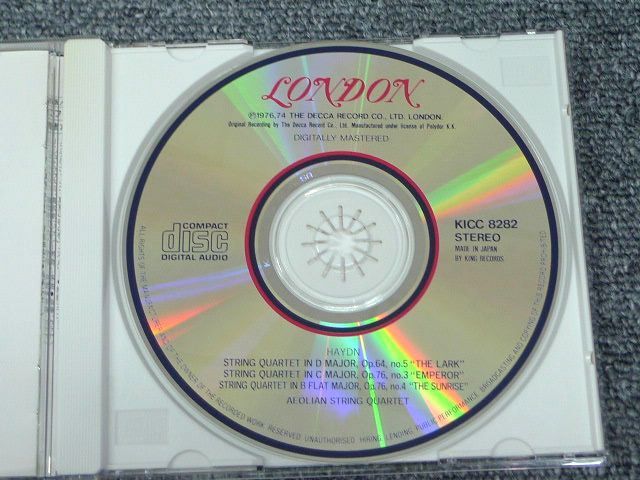 LONDON
℗1976,74 THE DECCA RECORD CO., LTD. LONDON.
Original Recording by The Decca Record Co., Ltd. Manufactured under license of Polydor K.K.
DIGITALLY MASTERED
COMPACT
disc
DIGITAL AUDIO
KICC 8282
STEREO
MADE IN JAPAN
BY KING RECORDS
HAYDN
STRING QUARTET IN D MAJOR, Op.64, no.5 "THE LARK"
STRING QUARTET IN C MAJOR, Op.76, no.3 "EMPEROR"
STRING QUARTET IN B FLAT MAJOR, Op.76, no.4 "THE SUNRISE"
AEOLIAN STRING QUARTET
ALL RIGHTS OF THE MANUFACTURER AND OF THE OWNER OF THE RECORDED WORK RESERVED. UNAUTHORISED HIRING, LENDING, PUBLIC PERFORMANCE, BROADCASTING AND COPYING OF THIS RECORD PROHIBITED